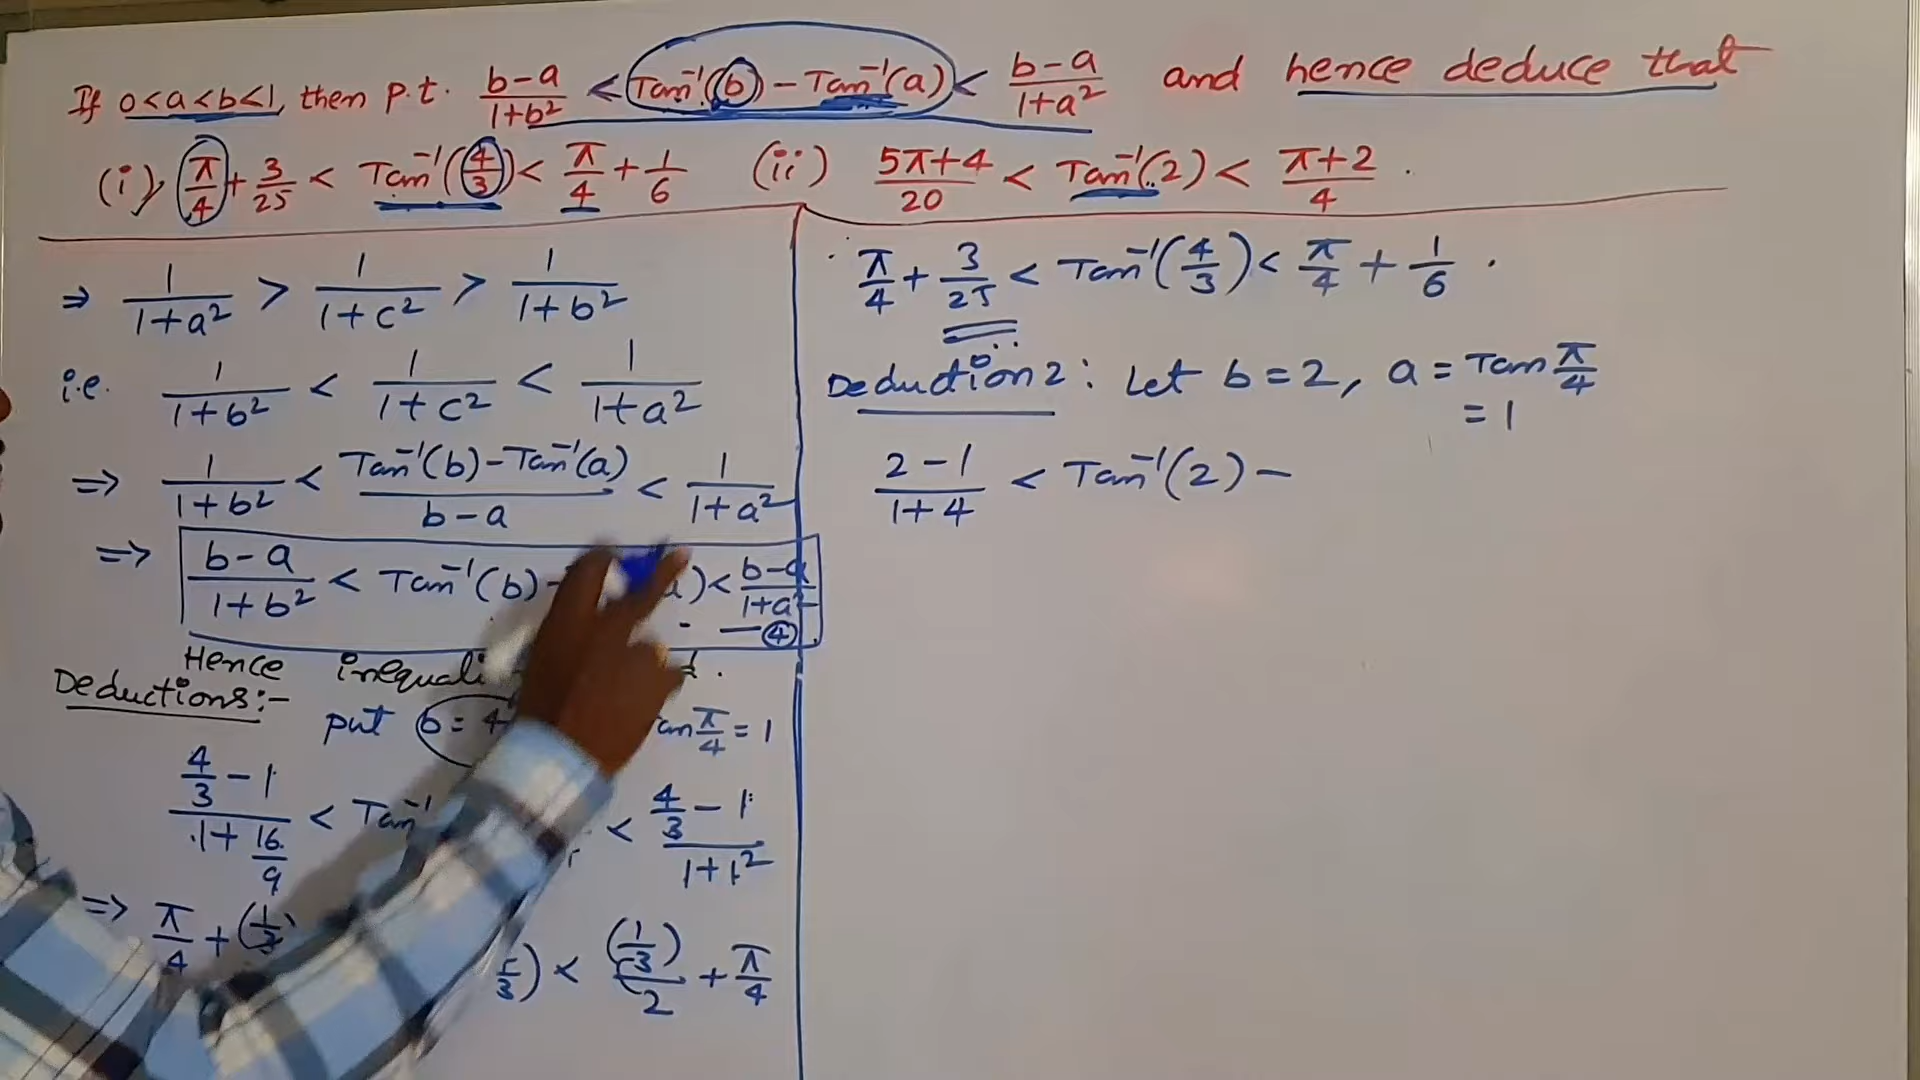 If 0<a<b<1, then p.t. b-a/1+b² < Tan⁻¹(b) - Tan⁻¹(a) < b-a/1+a² and hence deduce that
(i) π/4 + 3/25 < Tan⁻¹(4/3) < π/4 + 1/6 (ii) 5π+4/20 < Tan⁻¹(2) < π+2/4 .
⇒ 1/1+a² > 1/1+c² > 1/1+b²
i.e. 1/1+b² < 1/1+c² < 1/1+a²
⇒ 1/1+b² < Tan⁻¹(b) - Tan⁻¹(a)/b-a < 1/1+a²
⇒ b-a/1+b² < Tan⁻¹(b) - ) < b-a/1+a² — ④
Hence
Deductions:-
put b = 4 π/4 = 1
4/3 - 1/1+16/9 < Tan⁻¹ < 4/3 - 1/1+1²
⇒ π/4 + (1/3) 3) < (1/3)/2 + π/4
π/4 + 3/25 < Tan⁻¹(4/3) < π/4 + 1/6 .
Deduction 2: Let b = 2, a = Tan π/4
= 1
2-1/1+4 < Tan⁻¹(2) -